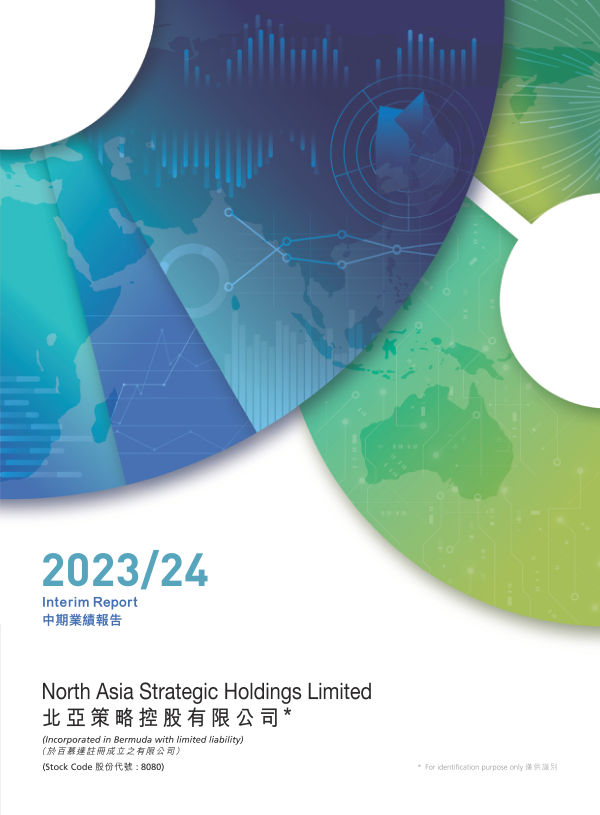 2023/24
Interim Report
中期業績報告
North Asia Strategic Holdings Limited
北亞策略控股有限公司*
(Incorporated in Bermuda with limited liability)
(於百慕達註冊成立之有限公司)
(Stock Code 股份代號 : 8080)
* For identification purpose only 僅供識別